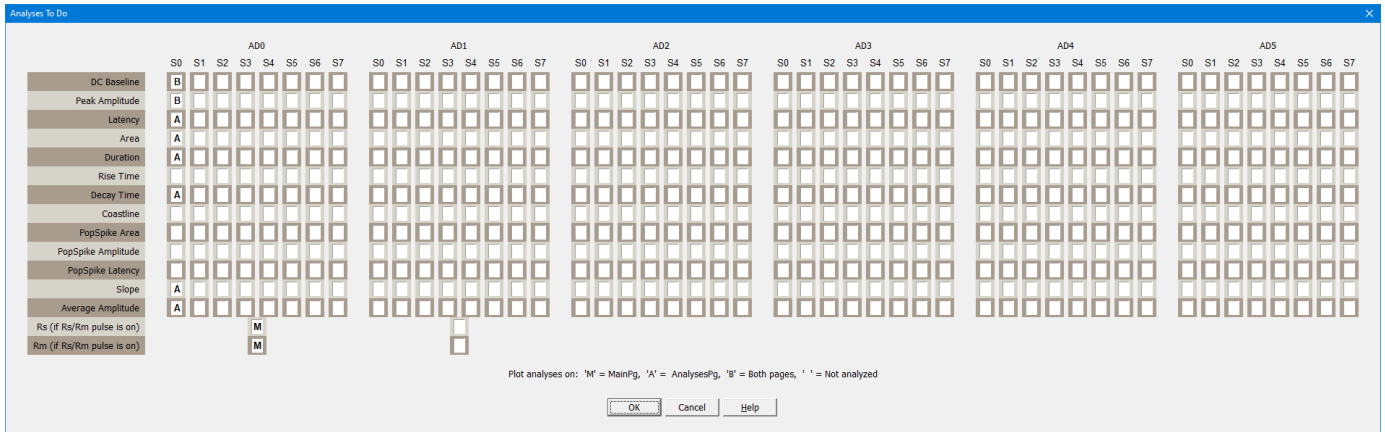 Analyses To Do
AD0 AD1 AD2 AD3 AD4 AD5
S0 S1 S2 S3 S4 S5 S6 S7 S0 S1 S2 S3 S4 S5 S6 S7 S0 S1 S2 S3 S4 S5 S6 S7 S0 S1 S2 S3 S4 S5 S6 S7 S0 S1 S2 S3 S4 S5 S6 S7 S0 S1 S2 S3 S4 S5 S6 S7
DC Baseline B
Peak Amplitude B
Latency A
Area A
Duration A
Rise Time
Decay Time A
Coastline
PopSpike Area
PopSpike Amplitude
PopSpike Latency
Slope A
Average Amplitude A
Rs (if Rs/Rm pulse is on) M
Rm (if Rs/Rm pulse is on) M
Plot analyses on: 'M' = MainPg, 'A' = AnalysesPg, 'B' = Both pages, ' ' = Not analyzed
OK Cancel Help